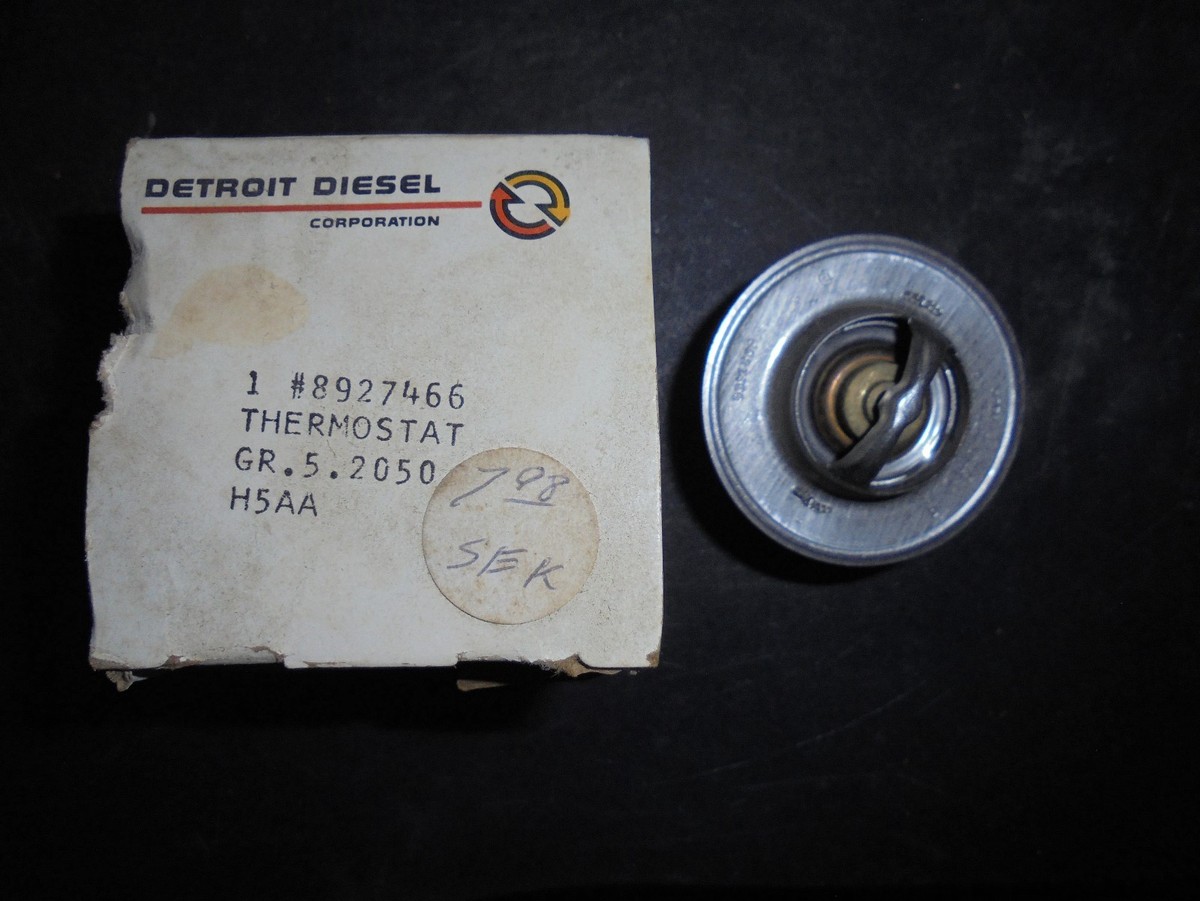 DETROIT DIESEL
CORPORATION
1 #8927466
THERMOSTAT
GR.5.2050
H5AA
7 98
SEK